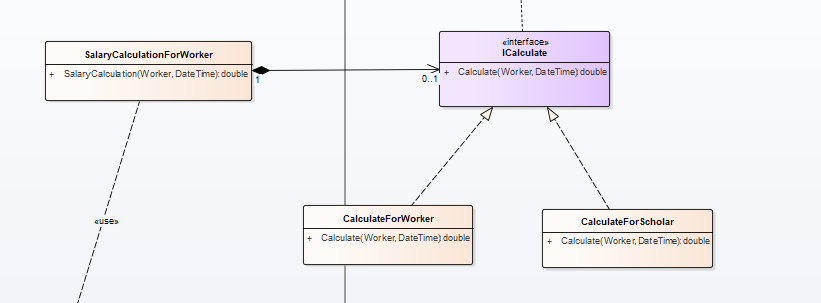 «interface»
ICalculate
+ Calculate(Worker, DateTime) double
SalaryCalculationForWorker
+ SalaryCalculation(Worker, DateTime): double
1
0..1
«use»
CalculateForWorker
+ Calculate(Worker, DateTime) double
CalculateForScholar
+ Calculate(Worker, DateTime): double